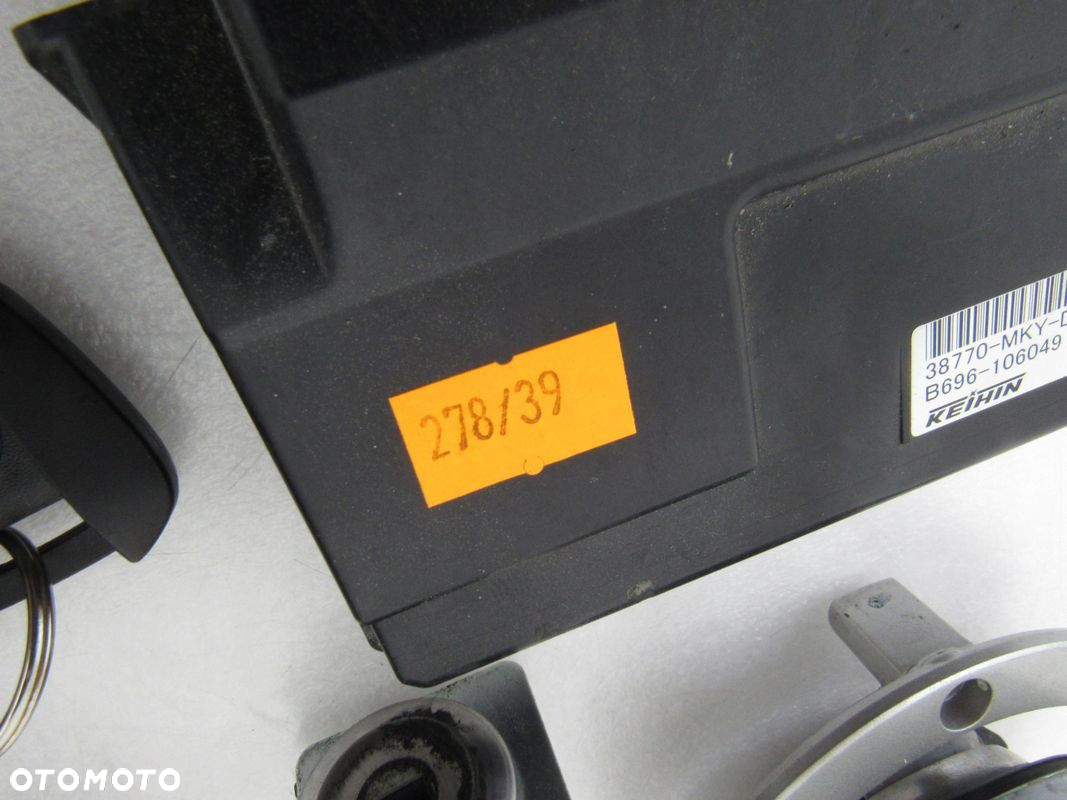 278/39
38770-MKY-D
B696-106049
KEIHIN
OTOMOTO